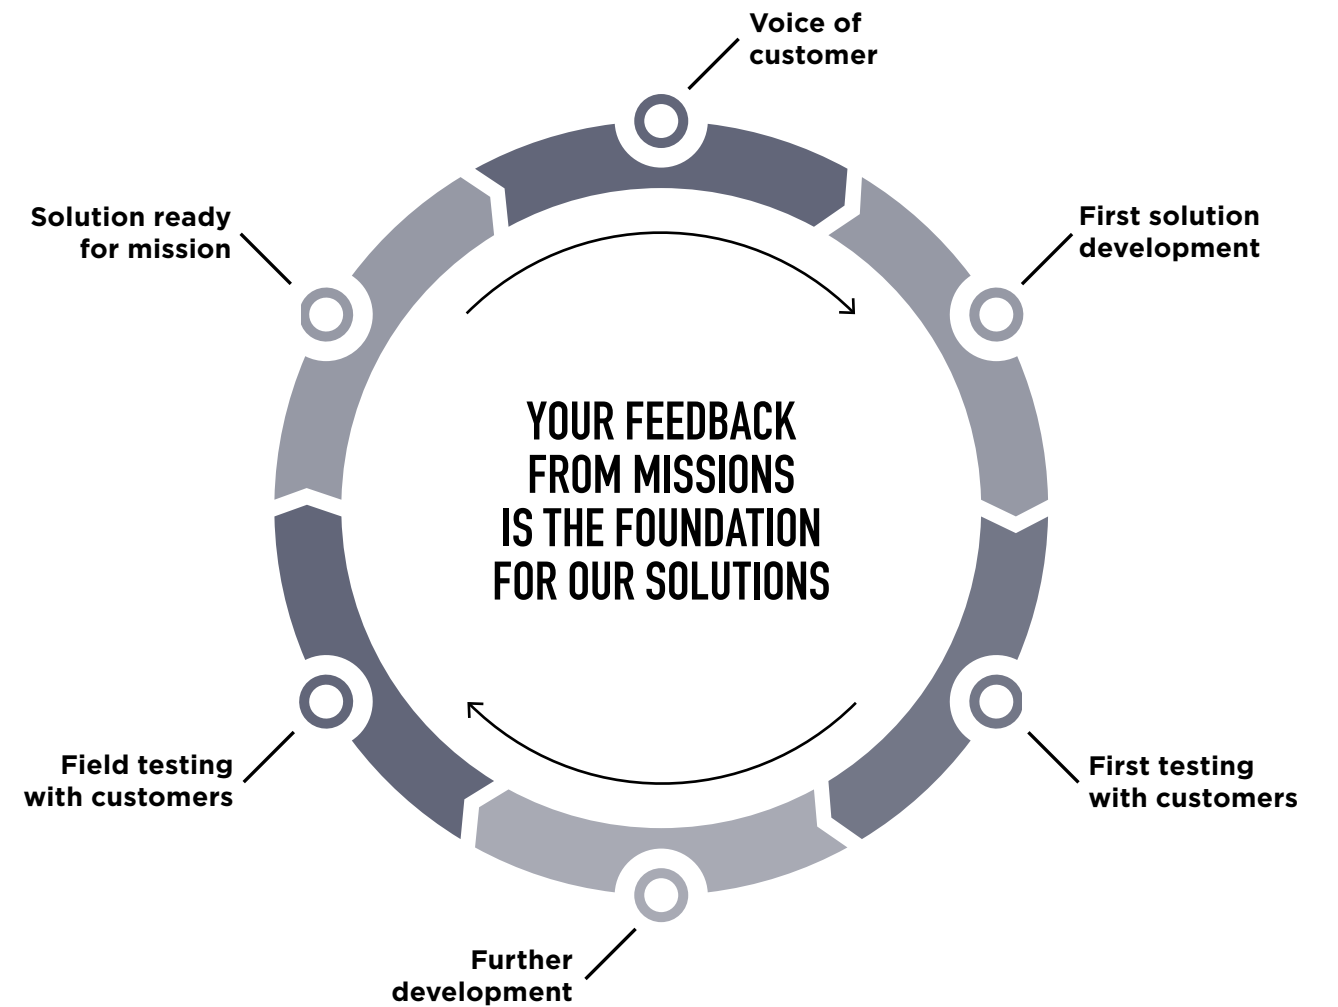 Voice of
customer
First solution
development
First testing
with customers
Further
development
Field testing
with customers
Solution ready
for mission
YOUR FEEDBACK
FROM MISSIONS
IS THE FOUNDATION
FOR OUR SOLUTIONS